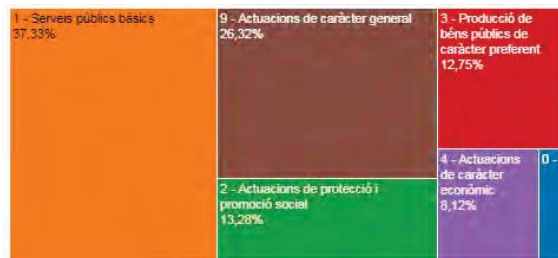 1 - Serveis públics bàsics
37,33%
9 - Actuacions de caràcter general
26,32%
2 - Actuacions de protecció i
promoció social
13,28%
3 - Producció de
béns públics de
caràcter preferent
12,75%
4 - Actuacions
de caràcter
econòmic
8,12%
0 -